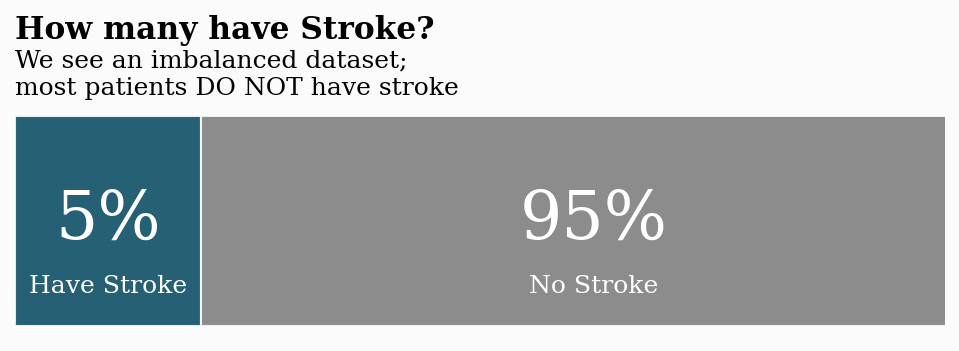 How many have Stroke?
We see an imbalanced dataset;
most patients DO NOT have stroke
5%
Have Stroke
95%
No Stroke